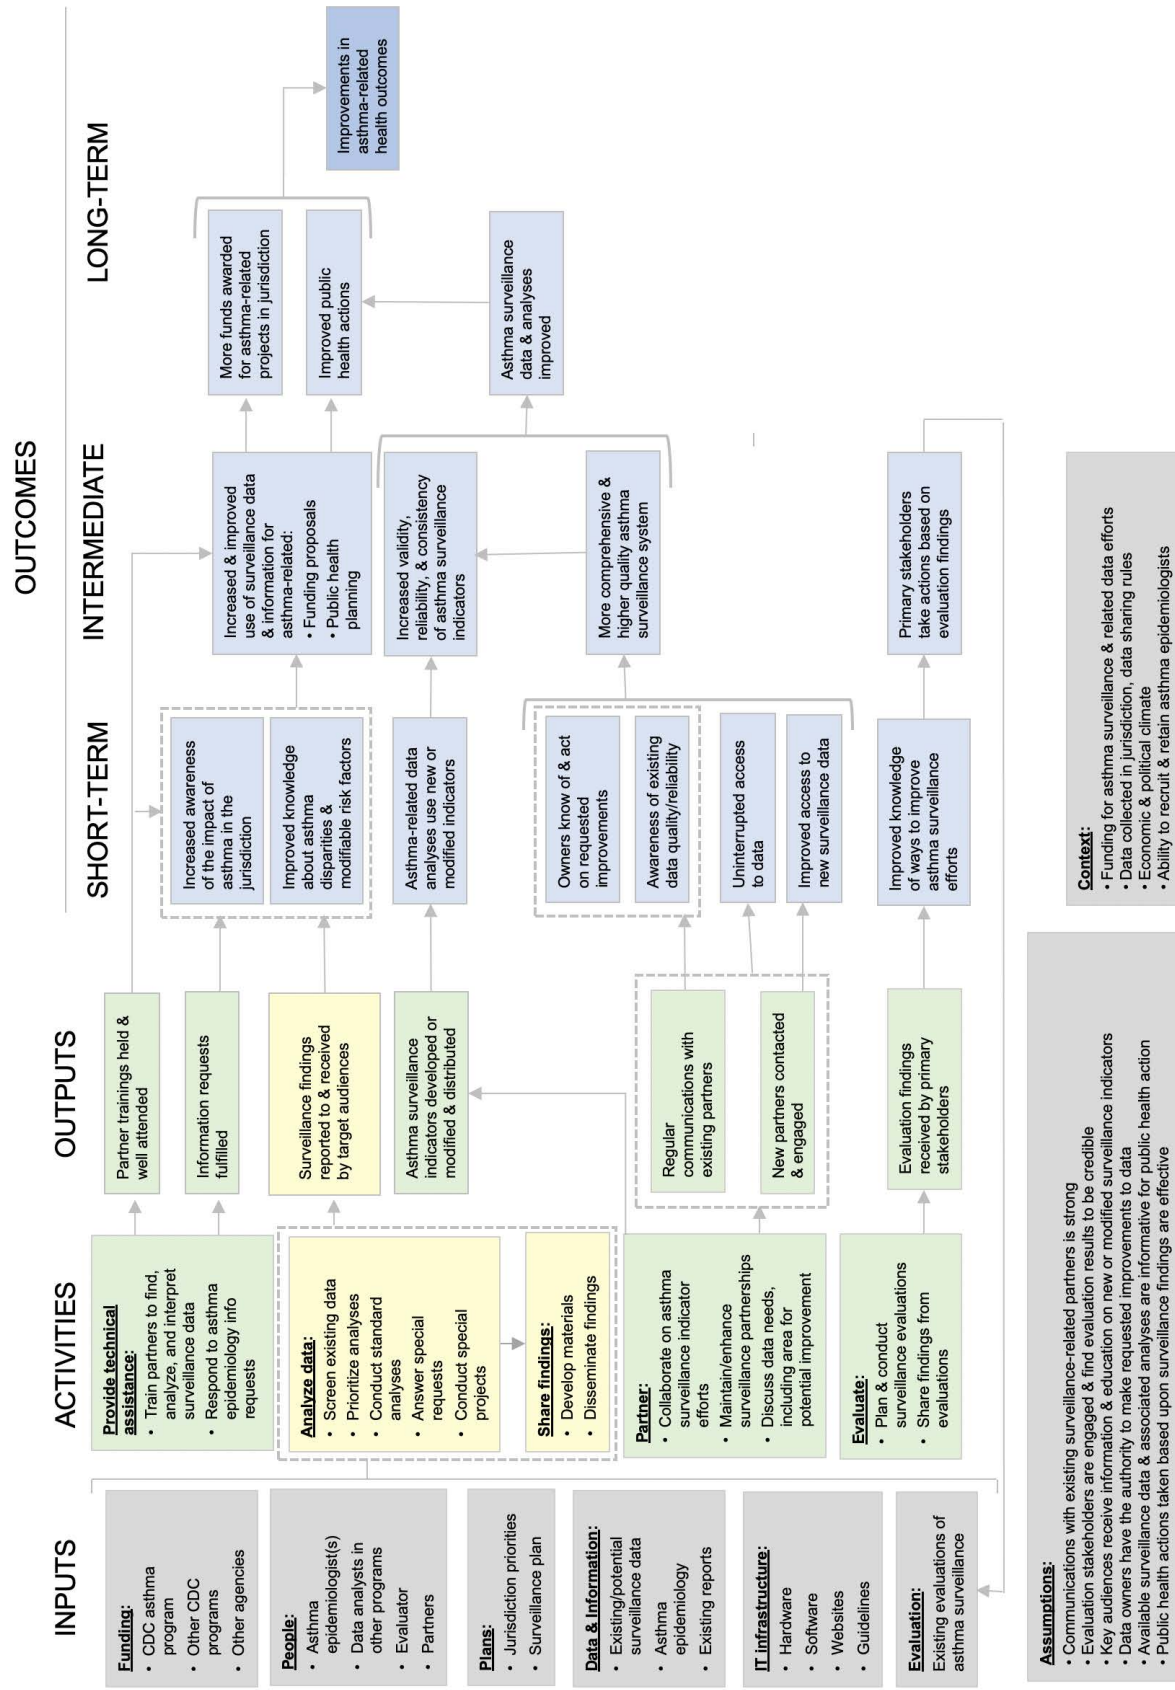 OUTCOMES
INPUTS
ACTIVITIES
OUTPUTS
SHORT-TERM
INTERMEDIATE
LONG-TERM
Funding:
• CDC asthma
program
• Other CDC
programs
• Other agencies
People:
• Asthma
epidemiologist(s)
• Data analysts in
other programs
• Evaluator
• Partners
Plans:
• Jurisdiction priorities
• Surveillance plan
Data & Information:
• Existing/potential
surveillance data
• Asthma
epidemiology
• Existing reports
IT infrastructure:
• Hardware
• Software
• Websites
• Guidelines
Evaluation:
Existing evaluations of
asthma surveillance
Provide technical
assistance:
• Train partners to find,
analyze, and interpret
surveillance data
• Respond to asthma
epidemiology info
requests
Analyze data:
• Screen existing data
• Prioritize analyses
• Conduct standard
analyses
• Answer special
requests
• Conduct special
projects
Share findings:
• Develop materials
• Disseminate findings
Partner:
• Collaborate on asthma
surveillance indicator
efforts
• Maintain/enhance
surveillance partnerships
• Discuss data needs,
including area for
potential improvement
Evaluate:
• Plan & conduct
surveillance evaluations
• Share findings from
evaluations
Partner trainings held &
well attended
Information requests
fulfilled
Surveillance findings
reported to & received
by target audiences
Asthma surveillance
indicators developed or
modified & distributed
Regular
communications with
existing partners
New partners contacted
& engaged
Evaluation findings
received by primary
stakeholders
Increased awareness
of the impact of
asthma in the
jurisdiction
Improved knowledge
about asthma
disparities &
modifiable risk factors
Asthma-related data
analyses use new or
modified indicators
Owners know of & act
on requested
improvements
Awareness of existing
data quality/reliability
Uninterrupted access
to data
Improved access to
new surveillance data
Improved knowledge
of ways to improve
asthma surveillance
efforts
Increased & improved
use of surveillance data
& information for
asthma-related:
• Funding proposals
• Public health
planning
Increased validity,
reliability, & consistency
of asthma surveillance
indicators
More comprehensive &
higher quality asthma
surveillance system
Primary stakeholders
take actions based on
evaluation findings
More funds awarded
for asthma-related
projects in jurisdiction
Improved public
health actions
Asthma surveillance
data & analyses
improved
Improvements in
asthma-related
health outcomes
Assumptions:
• Communications with existing surveillance-related partners is strong
• Evaluation stakeholders are engaged & find evaluation results to be credible
• Key audiences receive information & education on new or modified surveillance indicators
• Data owners have the authority to make requested improvements to data
• Available surveillance data & associated analyses are informative for public health action
• Public health actions taken based upon surveillance findings are effective
Context:
• Funding for asthma surveillance & related data efforts
• Data collected in jurisdiction, data sharing rules
• Economic & political climate
• Ability to recruit & retain asthma epidemiologists